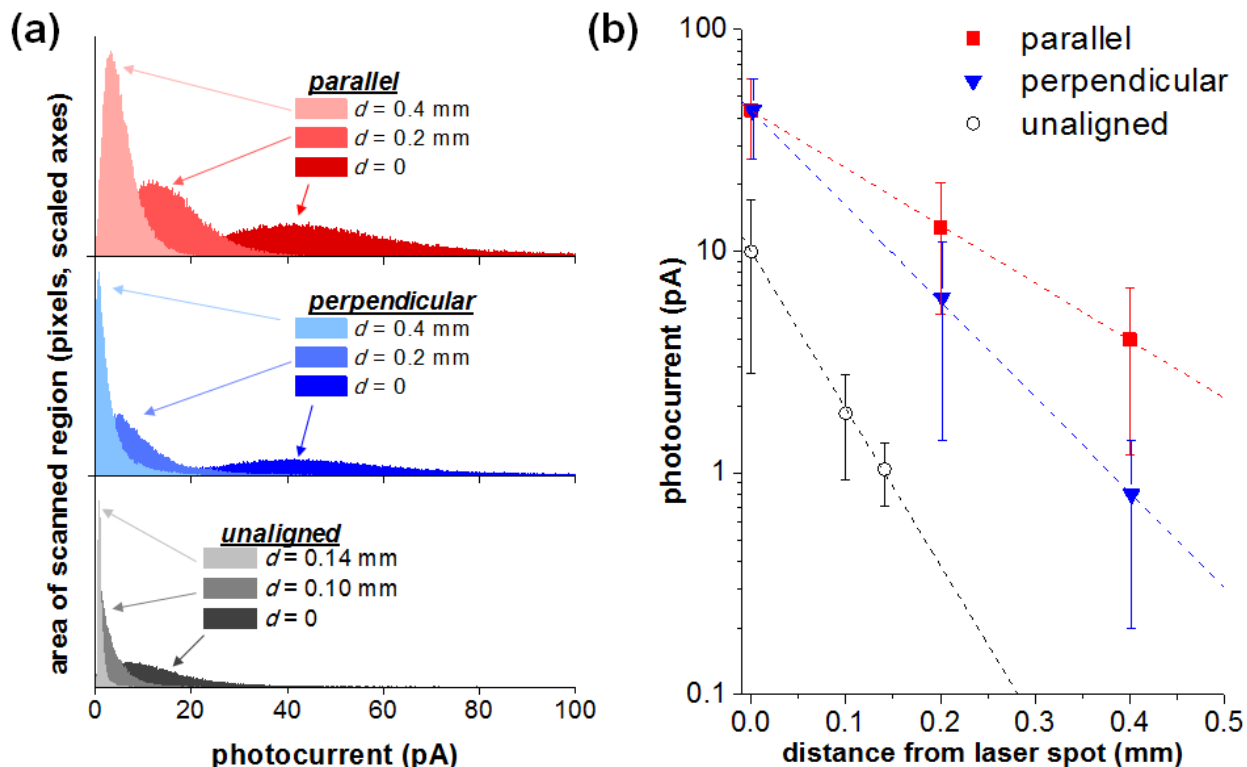 (a)
area of scanned region (pixels, scaled axes)
parallel
d = 0.4 mm
d = 0.2 mm
d = 0
perpendicular
d = 0.4 mm
d = 0.2 mm
d = 0
unaligned
d = 0.14 mm
d = 0.10 mm
d = 0
0 20 40 60 80 100
photocurrent (pA)
(b)
parallel
perpendicular
unaligned
photocurrent (pA)
100
10
1
0.1
0.0 0.1 0.2 0.3 0.4 0.5
distance from laser spot (mm)